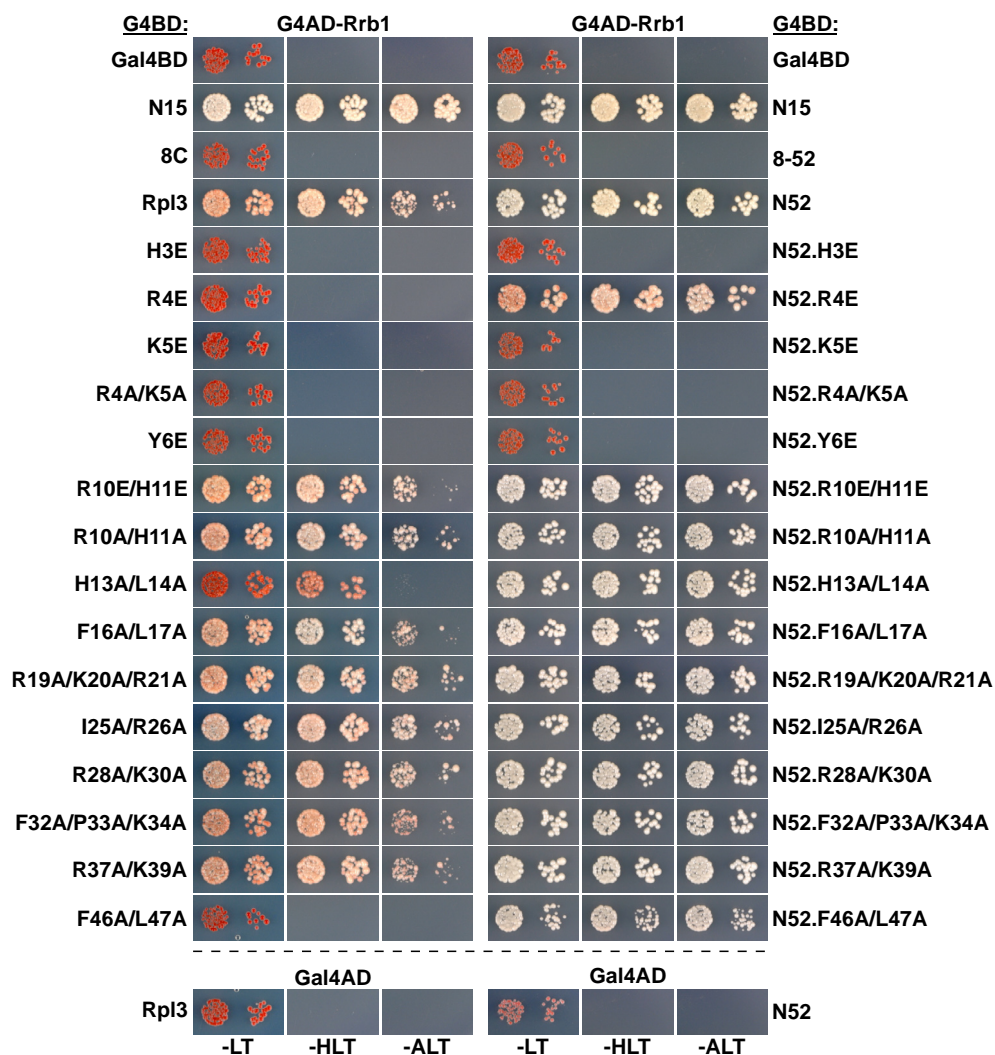 G4BD: G4AD-Rrb1 G4AD-Rrb1 G4BD:
Gal4BD Gal4BD
N15 N15
8C 8-52
Rpl3 N52
H3E N52.H3E
R4E N52.R4E
K5E N52.K5E
R4A/K5A N52.R4A/K5A
Y6E N52.Y6E
R10E/H11E N52.R10E/H11E
R10A/H11A N52.R10A/H11A
H13A/L14A N52.H13A/L14A
F16A/L17A N52.F16A/L17A
R19A/K20A/R21A N52.R19A/K20A/R21A
I25A/R26A N52.I25A/R26A
R28A/K30A N52.R28A/K30A
F32A/P33A/K34A N52.F32A/P33A/K34A
R37A/K39A N52.R37A/K39A
F46A/L47A N52.F46A/L47A
Gal4AD Gal4AD
Rpl3 N52
-LT -HLT -ALT -LT -HLT -ALT